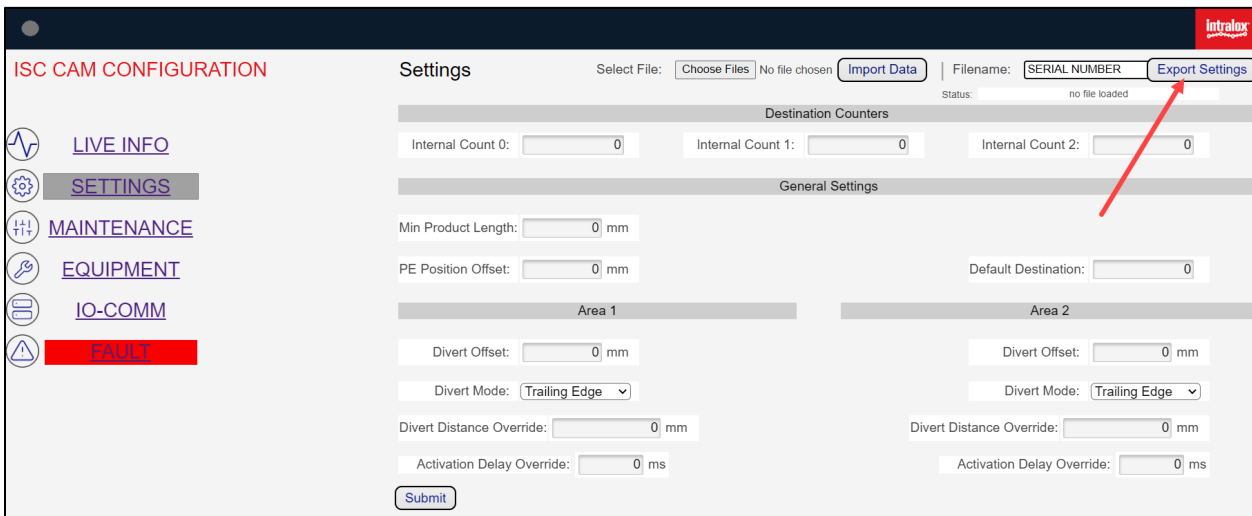 intralox
ISC CAM CONFIGURATION
Settings
Select File: Choose Files No file chosen Import Data | Filename: SERIAL NUMBER Export Settings
Status: no file loaded
Destination Counters
LIVE INFO
Internal Count 0: 0 Internal Count 1: 0 Internal Count 2: 0
SETTINGS
General Settings
MAINTENANCE
Min Product Length: 0 mm
EQUIPMENT
PE Position Offset: 0 mm Default Destination: 0
IO-COMM
Area 1 Area 2
FAULT
Divert Offset: 0 mm Divert Offset: 0 mm
Divert Mode: Trailing Edge Divert Mode: Trailing Edge
Divert Distance Override: 0 mm Divert Distance Override: 0 mm
Activation Delay Override: 0 ms Activation Delay Override: 0 ms
Submit